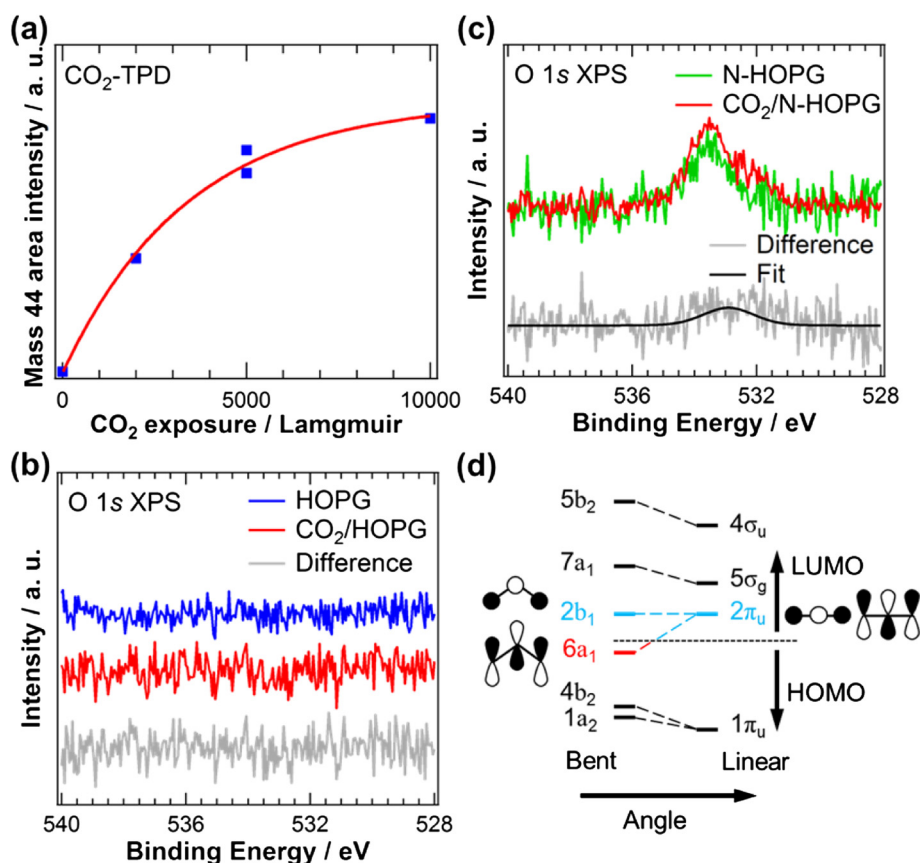 (a)
CO₂-TPD
Mass 44 area intensity / a. u.
0 5000 10000
CO₂ exposure / Lamgmuir
(b)
O 1s XPS
HOPG
CO₂/HOPG
Difference
Intensity / a. u.
540 536 532 528
Binding Energy / eV
(c)
O 1s XPS
N-HOPG
CO₂/N-HOPG
Difference
Fit
Intensity / a. u.
540 536 532 528
Binding Energy / eV
(d)
5b₂
4σᵤ
7a₁
5σg
LUMO
2b₁
2πᵤ
6a₁
HOMO
4b₂
1a₂
1πᵤ
Bent
Linear
Angle